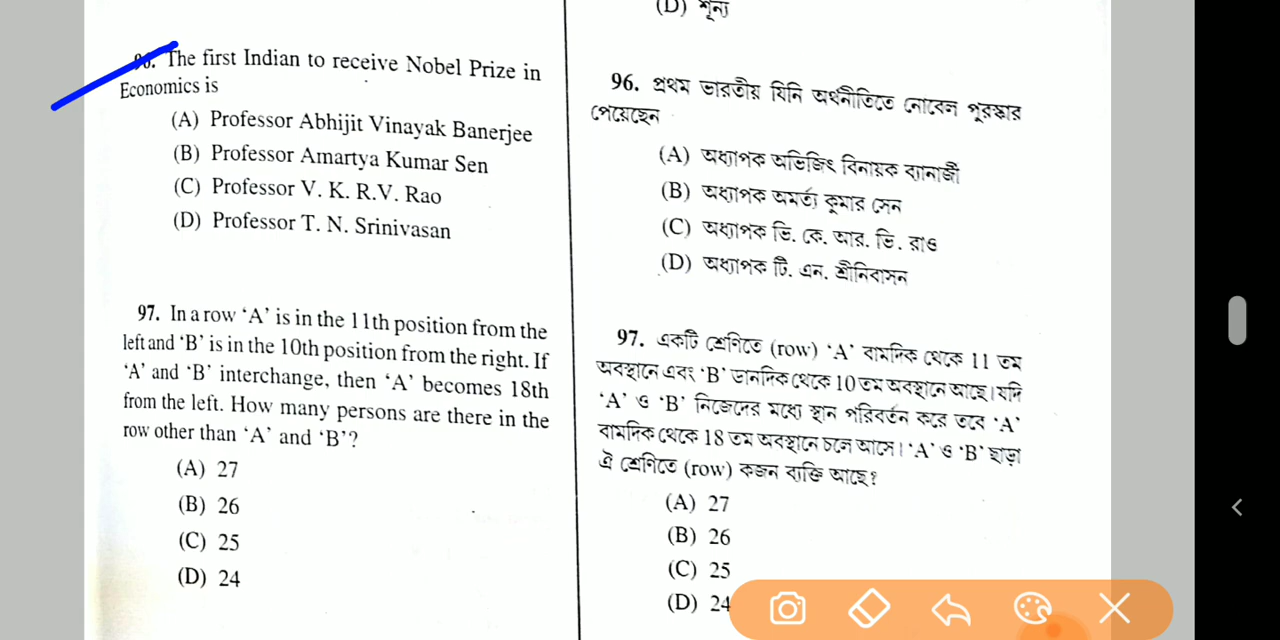 96. The first Indian to receive Nobel Prize in
Economics is
(A) Professor Abhijit Vinayak Banerjee
(B) Professor Amartya Kumar Sen
(C) Professor V. K. R.V. Rao
(D) Professor T. N. Srinivasan
97. In a row ‘A’ is in the 11th position from the
left and ‘B’ is in the 10th position from the right. If
‘A’ and ‘B’ interchange, then ‘A’ becomes 18th
from the left. How many persons are there in the
row other than ‘A’ and ‘B’?
(A) 27
(B) 26
(C) 25
(D) 24
(D) শূন্য
96. প্রথম ভারতীয় যিনি অর্থনীতিতে নোবেল পুরস্কার
পেয়েছেন
(A) অধ্যাপক অভিজিৎ বিনায়ক ব্যানার্জী
(B) অধ্যাপক অমর্ত্য কুমার সেন
(C) অধ্যাপক ভি. কে. আর. ভি. রাও
(D) অধ্যাপক টি. এন. শ্রীনিবাসন
97. একটি শ্রেণিতে (row) ‘A’ বামদিক থেকে 11 তম
অবস্থানে এবং ‘B’ ডানদিক থেকে 10 তম অবস্থানে আছে। যদি
‘A’ ও ‘B’ নিজেদের মধ্যে স্থান পরিবর্তন করে তবে ‘A’
বামদিক থেকে 18 তম অবস্থানে চলে আসে। ‘A’ ও ‘B’ ছাড়া
ঐ শ্রেণিতে (row) কজন ব্যক্তি আছে?
(A) 27
(B) 26
(C) 25
(D) 24